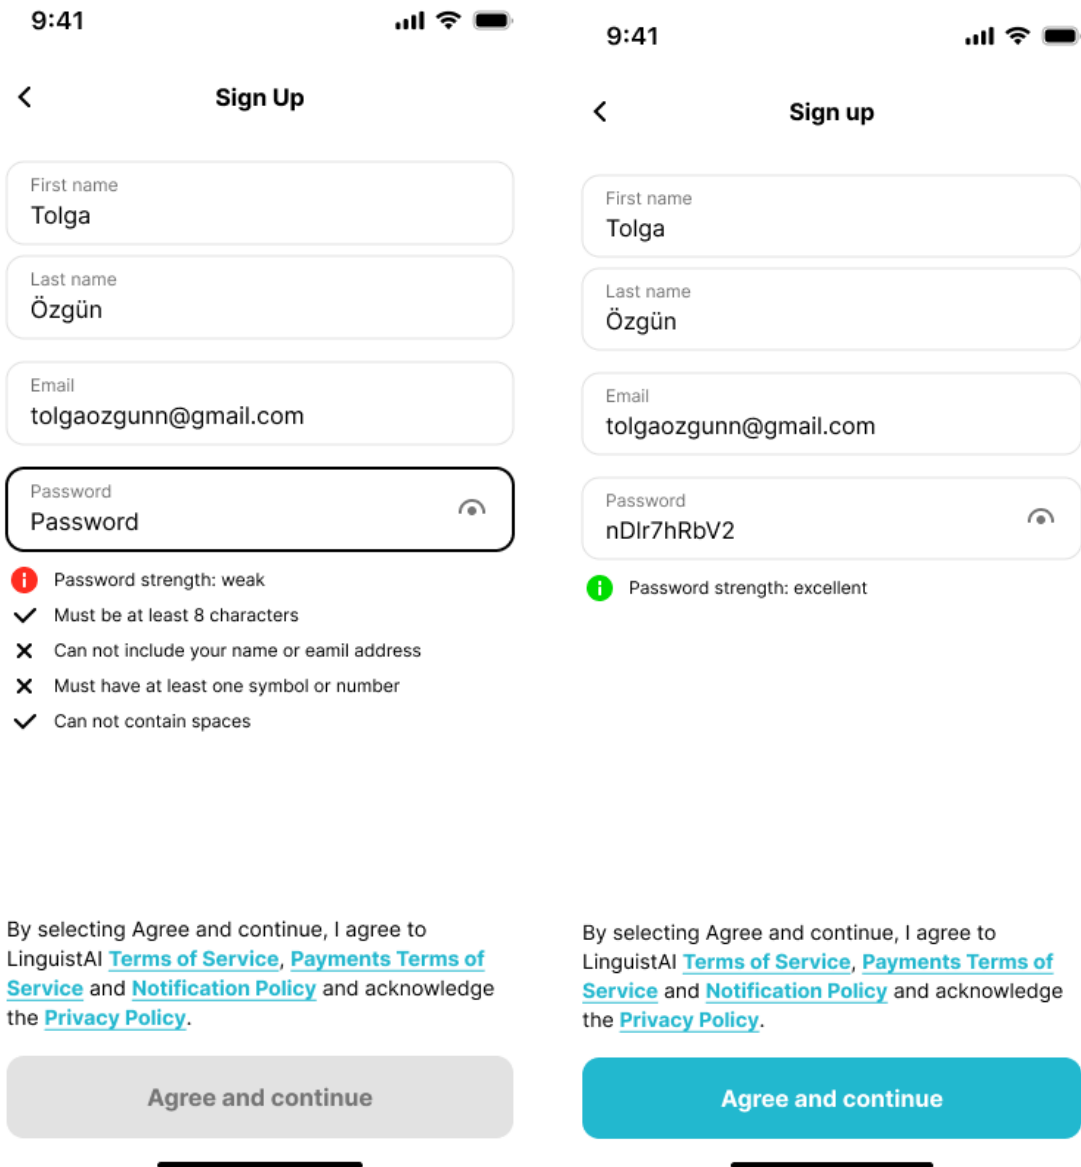 9:41
Sign Up
First name
Tolga
Last name
Özgün
Email
tolgaozgunn@gmail.com
Password
Password
Password strength: weak
Must be at least 8 characters
Can not include your name or eamil address
Must have at least one symbol or number
Can not contain spaces
By selecting Agree and continue, I agree to
LinguistAI Terms of Service, Payments Terms of
Service and Notification Policy and acknowledge
the Privacy Policy.
Agree and continue
9:41
Sign up
First name
Tolga
Last name
Özgün
Email
tolgaozgunn@gmail.com
Password
nDlr7hRbV2
Password strength: excellent
By selecting Agree and continue, I agree to
LinguistAI Terms of Service, Payments Terms of
Service and Notification Policy and acknowledge
the Privacy Policy.
Agree and continue